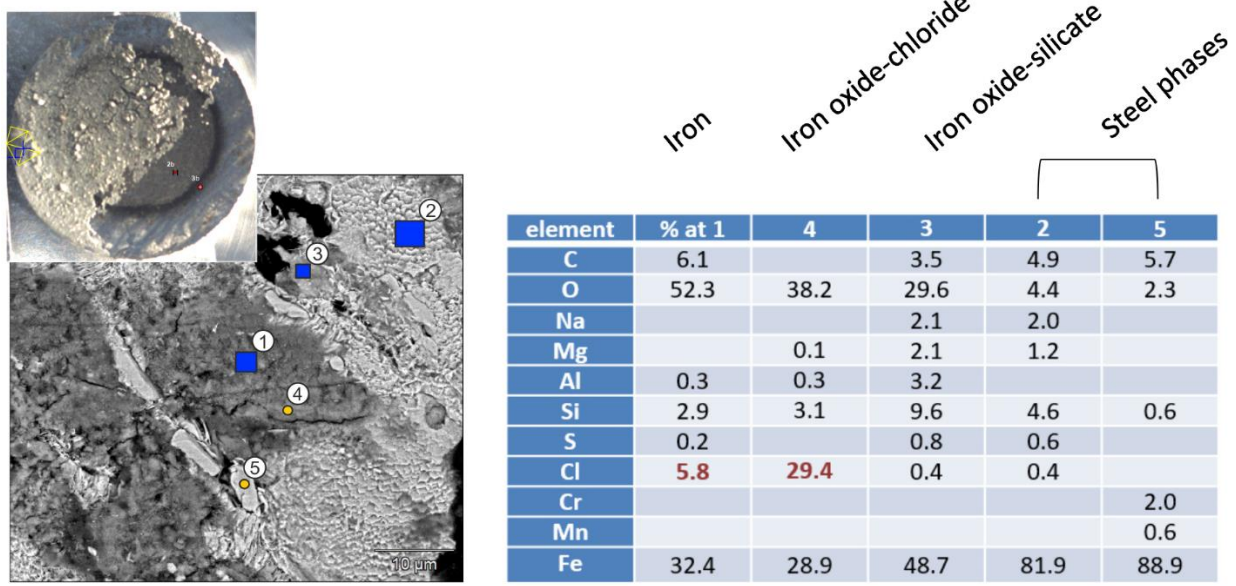 2b
3b
2
3
1
4
5
10 µm
Iron
Iron oxide-chloride
Iron oxide-silicate
Steel phases
element % at 1 4 3 2 5
C 6.1 3.5 4.9 5.7
O 52.3 38.2 29.6 4.4 2.3
Na 2.1 2.0
Mg 0.1 2.1 1.2
Al 0.3 0.3 3.2
Si 2.9 3.1 9.6 4.6 0.6
S 0.2 0.8 0.6
Cl 5.8 29.4 0.4 0.4
Cr 2.0
Mn 0.6
Fe 32.4 28.9 48.7 81.9 88.9